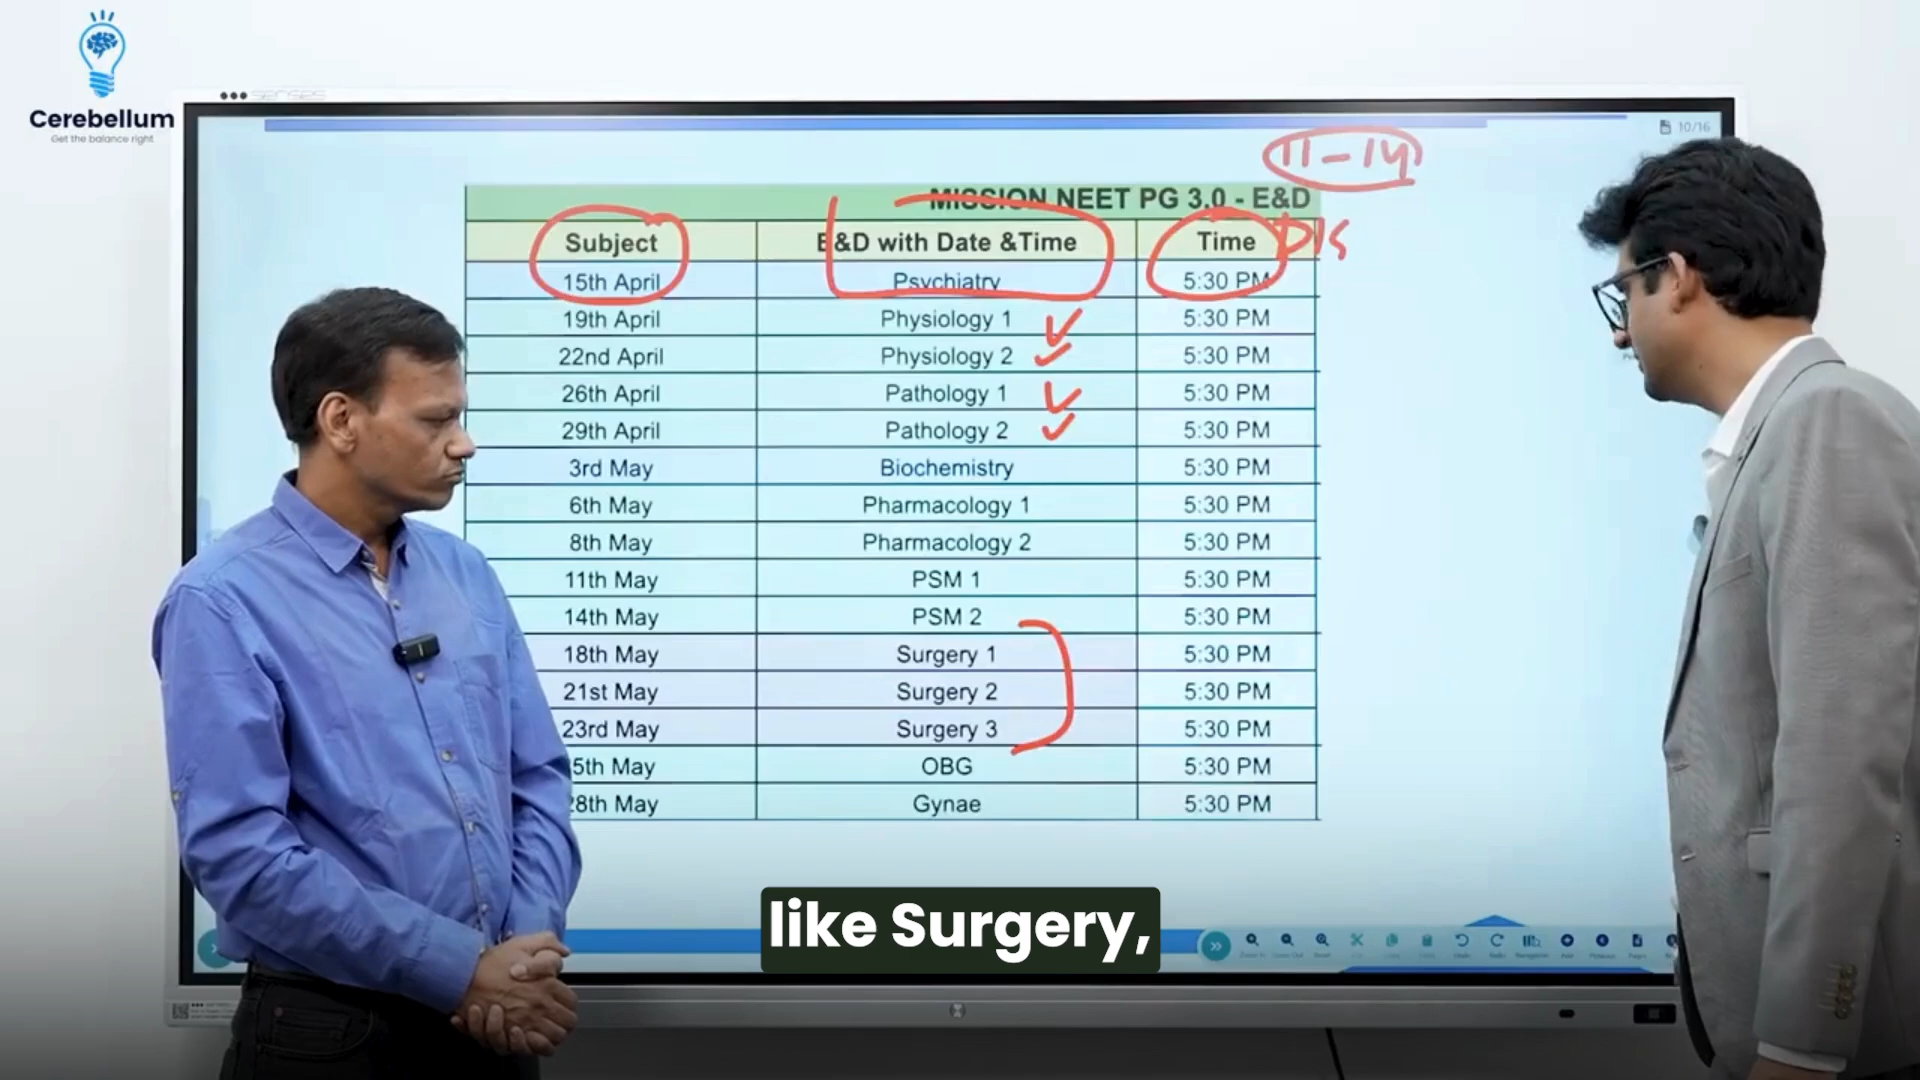 Cerebellum
Get the balance right
senses
10/16
11-14
MISSION NEET PG 3.0 - E&D
Subject E&D with Date &Time Time
15th April Psychiatry 5:30 PM
19th April Physiology 1 5:30 PM
22nd April Physiology 2 5:30 PM
26th April Pathology 1 5:30 PM
29th April Pathology 2 5:30 PM
3rd May Biochemistry 5:30 PM
6th May Pharmacology 1 5:30 PM
8th May Pharmacology 2 5:30 PM
11th May PSM 1 5:30 PM
14th May PSM 2 5:30 PM
18th May Surgery 1 5:30 PM
21st May Surgery 2 5:30 PM
23rd May Surgery 3 5:30 PM
5th May OBG 5:30 PM
28th May Gynae 5:30 PM
like Surgery,